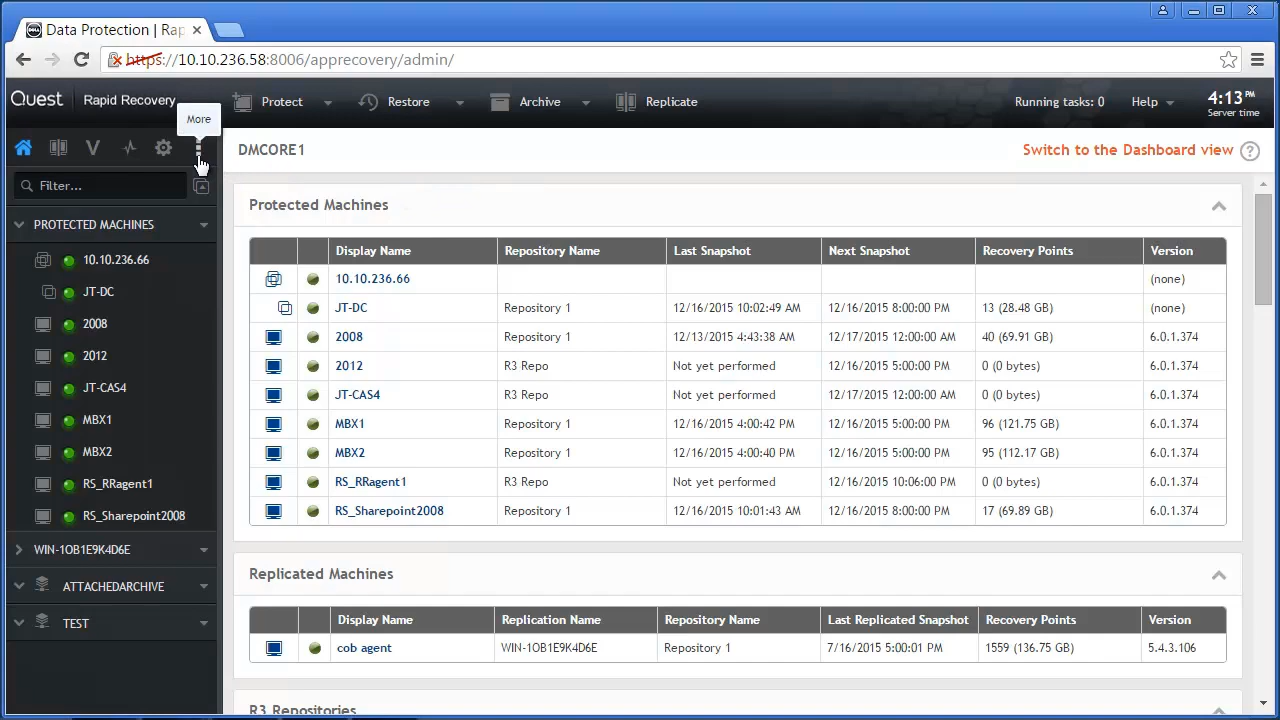 Data Protection | Rap
https://10.10.236.58:8006/apprecovery/admin/
Quest Rapid Recovery Protect Restore Archive Replicate Running tasks: 0 Help 4:13 PM
Server time
More
DMCORE1 Switch to the Dashboard view ?
Filter...
PROTECTED MACHINES
10.10.236.66
JT-DC
2008
2012
JT-CAS4
MBX1
MBX2
RS_RRagent1
RS_Sharepoint2008
WIN-1OB1E9K4D6E
ATTACHEDARCHIVE
TEST
Protected Machines
Display Name Repository Name Last Snapshot Next Snapshot Recovery Points Version
10.10.236.66 (none)
JT-DC Repository 1 12/16/2015 10:02:49 AM 12/16/2015 8:00:00 PM 13 (28.48 GB) (none)
2008 Repository 1 12/13/2015 4:43:38 AM 12/17/2015 12:00:00 AM 40 (69.91 GB) 6.0.1.374
2012 R3 Repo Not yet performed 12/16/2015 5:00:00 PM 0 (0 bytes) 6.0.1.374
JT-CAS4 R3 Repo Not yet performed 12/17/2015 12:00:00 AM 0 (0 bytes) 6.0.1.374
MBX1 Repository 1 12/16/2015 4:00:42 PM 12/16/2015 5:00:00 PM 96 (121.75 GB) 6.0.1.374
MBX2 Repository 1 12/16/2015 4:00:40 PM 12/16/2015 5:00:00 PM 95 (112.17 GB) 6.0.1.374
RS_RRagent1 R3 Repo Not yet performed 12/16/2015 10:06:00 PM 0 (0 bytes) 6.0.1.374
RS_Sharepoint2008 Repository 1 12/16/2015 10:01:43 AM 12/16/2015 8:00:00 PM 17 (69.89 GB) 6.0.1.374
Replicated Machines
Display Name Replication Name Repository Name Last Replicated Snapshot Recovery Points Version
cob agent WIN-1OB1E9K4D6E Repository 1 7/16/2015 5:00:01 PM 1559 (136.75 GB) 5.4.3.106
R3 Repositories